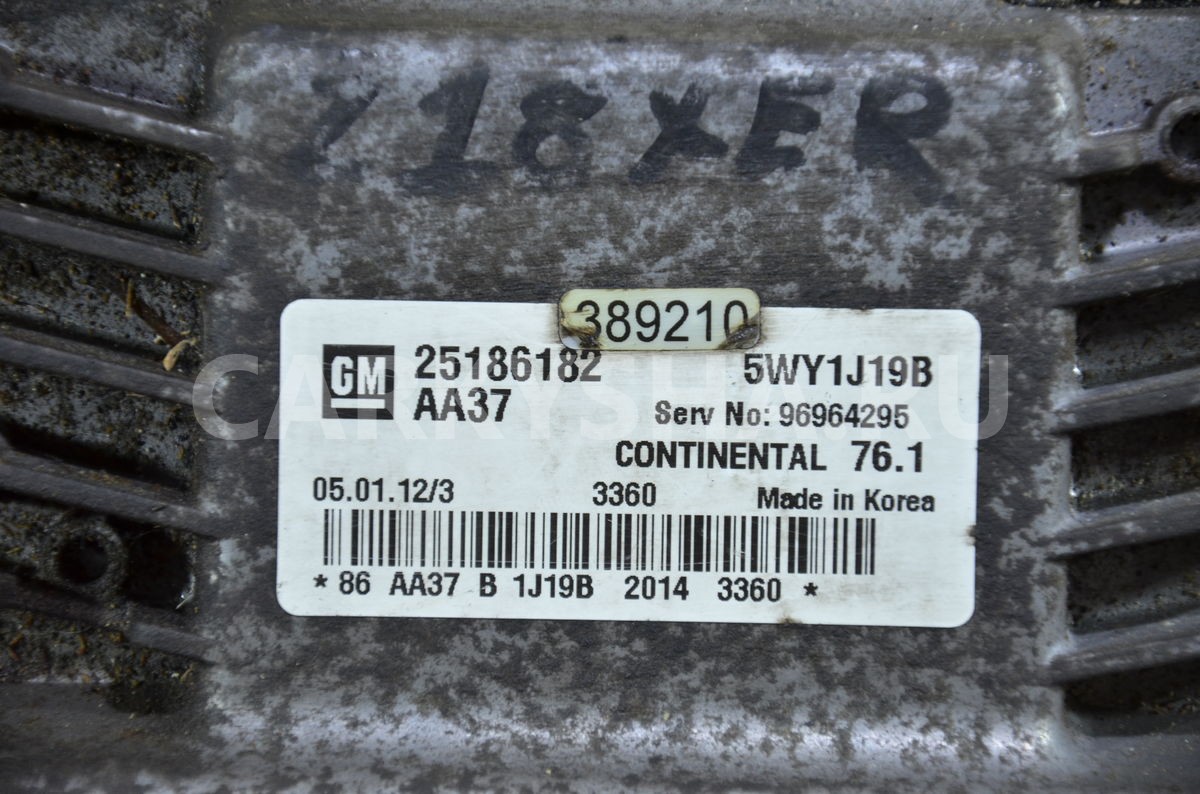 Z18XER
389210
GM 25186182 5WY1J19B
AA37 Serv No: 96964295
CONTINENTAL 76.1
05.01.12/3 3360 Made in Korea
*86 AA37 B 1J19B 2014 3360 *